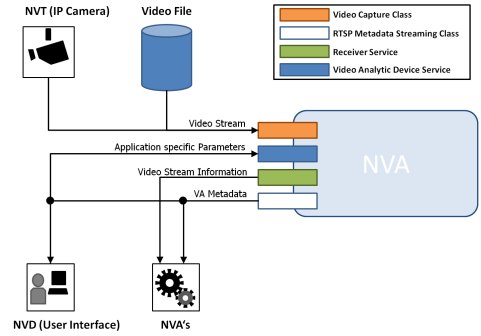 NVT (IP Camera)
Video File
Video Capture Class
RTSP Metadata Streaming Class
Receiver Service
Video Analytic Device Service
Video Stream
Application specific Parameters
Video Stream Information
VA Metadata
NVA
NVD (User Interface)
NVA's